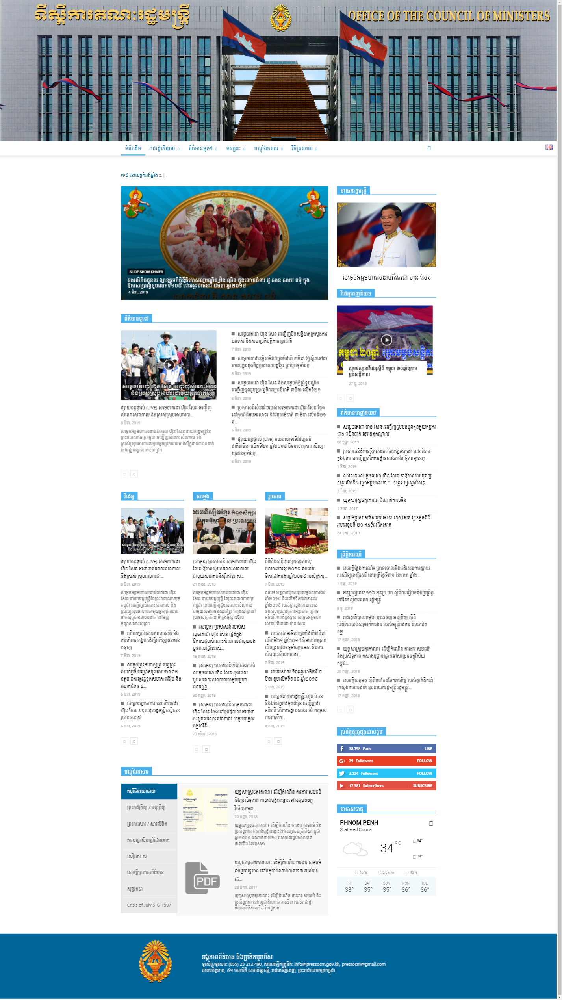 ទីស្តីការគណៈរដ្ឋមន្ត្រី
OFFICE OF THE COUNCIL OF MINISTERS
ទំព័រដើម
រាជរដ្ឋាភិបាល
ព័ត៌មានទូទៅ
ទស្សនៈ
បណ្តុំឯកសារ
វិចិត្រសាល
១៩ នៅខេត្តកំពង់ឆ្នាំង ::. |
SLIDE SHOW KHMER
សារលិខិតជូនពរ ឯកឧត្តមកិត្តិនីតិកោសលបណ្ឌិត ប៊ិន ឈិន ជូនលោកជំទាវ អ៊ូ សាន សាយ ឈុំ ក្នុង
ឱកាសប្រារព្ធខួបលើកទី១០៨ ទិវាអន្តរជាតិនារី ៨មីនា ឆ្នាំ២០១៩
4 មីនា, 2019
នាយករដ្ឋមន្ត្រី
សម្តេចអគ្គមហាសេនាបតីតេជោ ហ៊ុន សែន
វីដេអូពេញនិយម
កម្ពុជា ២០ឆ្នាំ ក្រោមម្លប់សន្តិភា
សូមទស្សនាវីដេអូស្តីពី កម្ពុជា ២០ឆ្នាំក្រោម
ម្លប់សន្តិភាព!
27 ធ្នូ, 2018
ព័ត៌មានទូទៅ
ផ្សាយបន្តផ្ទាល់ (LIVE) សម្តេចតេជោ ហ៊ុន សែន អញ្ជើញ
សំណេះសំណាល និងស្រស់ស្រូបអាហារជា...
8 មីនា, 2019
សម្តេចអគ្គមហាសេនាបតីតេជោ ហ៊ុន សែន នាយករដ្ឋមន្ត្រីនៃ
ព្រះរាជាណាចក្រកម្ពុជា អញ្ជើញសំណេះសំណាល និង
ស្រស់ស្រូបអាហារជាមួយអ្នកប្រកបរបរធាក់ស៊ីក្លូជាង៣០០នាក់
នៅមជ្ឈមណ្ឌលកោះពេជ្រ។
សម្តេចតេជោ ហ៊ុន សែន អញ្ជើញបិទសន្និបាតក្រសួងការ
បរទេស និងសហប្រតិបត្តិការអន្តរជាតិ
7 មីនា, 2019
សម្តេចតេជោឧទ្ទិសទិវាវប្បធម៌ជាតិ ៣មីនា ឱ្យស្ថិតនៅជា
អមតៈក្នុងដួងចិត្តប្រជាពលរដ្ឋខ្មែរ គ្រប់រូបទូទាំងប្...
6 មីនា, 2019
សម្តេចតេជោ ហ៊ុន សែន និងសម្តេចកិត្តិព្រឹទ្ធបណ្ឌិត
អញ្ជើញចូលរួមប្រារព្ធទិវាវប្បធម៌ជាតិ ៣មីនា លើកទី២១
6 មីនា, 2019
ប្រសាសន៍សំខាន់ៗរបស់សម្តេចតេជោ ហ៊ុន សែន ថ្លែង
នៅក្នុងពិធីអបអរសាទរ ទិវាវប្បធម៌ជាតិ ៣ មីនា លើកទី២១
ឆ...
6 មីនា, 2019
ផ្សាយបន្តផ្ទាល់ (Live) អបអរសាទរទិវាវប្បធម៌
ជាតិ៣មីនា លើកទី២១ ឆ្នាំ២០១៩ បិទមហោស្រព សិល្បៈ
យុវជនទូទាំងប្...
6 មីនា, 2019
ព័ត៌មានពេញនិយម
សម្តេចតេជោ ហ៊ុន សែន អញ្ជើញជួបបងប្អូនកូនក្មួយកម្មករ
ជាង ១ម៉ឺននាក់ នៅខេត្តកណ្តាល
20 កុម្ភៈ, 2019
ប្រសាសន៍ដ៏មានខ្លឹមសាររបស់សម្តេចតេជោ ហ៊ុន សែន
ក្នុងឱកាសអញ្ជើញបើកការដ្ឋានសាងសង់មន្ទីរពេទ្យខេត្...
1 មីនា, 2019
សារលិខិតសម្តេចតេជោ ហ៊ុន សែន នាឱកាសពិធីបុណ្យ
ទន្លេលើកទី៥ ក្រោមប្រធានបទ “ ទន្លេ៖ ផ្សារភ្ជាប់សន្...
2 មីនា, 2019
យុទ្ធសាស្ត្រចតុកោណ ដំណាក់កាលទី១
1 មករា, 2017
សម្រង់ប្រសាសន៍សម្តេចតេជោ ហ៊ុន សែន ថ្លែងក្នុងពិធី
អបអរខួបទី ២០ កងទ័ពជើងគោក
24 មករា, 2019
វីដេអូ
ផ្សាយបន្តផ្ទាល់ (LIVE) សម្តេចតេជោ
ហ៊ុន សែន អញ្ជើញសំណេះសំណាល
និងស្រស់ស្រូបអាហារជា...
8 មីនា, 2019
សម្តេចអគ្គមហាសេនាបតីតេជោ ហ៊ុន
សែន នាយករដ្ឋមន្ត្រីនៃព្រះរាជាណាចក្រ
កម្ពុជា អញ្ជើញសំណេះសំណាល និង
ស្រស់ស្រូបអាហារជាមួយអ្នកប្រកបរបរ
ធាក់ស៊ីក្លូជាង៣០០នាក់ នៅមជ្ឈ
មណ្ឌលកោះពេជ្រ។
លើកកម្ពស់សមភាពយេនឌ័រ និង
ការគាំពារសង្គម ដើម្បីអភិវឌ្ឍធនធាន
មនុស្ស
7 មីនា, 2019
សម្តេចព្រះមហាក្សត្រី សព្វព្រះ
រាជហឫទ័យប្រោសព្រះរាជទាន ឯក
ឧត្តម ឯកអគ្គរដ្ឋទូតសហភាពអឺរ៉ុប និង
លោកជំទាវ ច...
6 មីនា, 2019
សម្តេចអគ្គមហាសេនាបតីតេជោ
ហ៊ុន សែន ទទួលជួបរដ្ឋមន្ត្រីសន្តិសុខ
ប្រទេសឡាវ
6 មីនា, 2019
សម្លេង
(សម្លេង) ប្រសាសន៍ សម្តេចតេជោ ហ៊ុន
សែន ឱកាសជួបសំណេះសំណាល
ជាមួយសមាគមនិស្សិតខ្មែរ ស...
21 តុលា, 2018
សម្តេចអគ្គមហាសេនាបតីតេជោ ហ៊ុន
សែន នាយករដ្ឋមន្ត្រី នៃព្រះរាជាណាចក្រ
កម្ពុជា នៅអញ្ជើញជួបសំណេះសំណាល
ជាមួយសមាគមនិស្សិតខ្មែរ កំពុងសិក្សានៅ
ប្រទេសតួកគី នាទីក្រុងអ៊ីស្តាន់ប៊ុល
(សម្លេង) ប្រសាសន៍ របស់ស
ម្តេចតេជោ ហ៊ុន សែន ថ្លែងក្នុង
ឱកាសជួបសំណេះសំណាលជាមួយបង
ប្អូនពលរដ្ឋខ្មែររស់...
19 តុលា, 2018
(សម្លេង) ប្រសាសន៍ទាំងស្រុងរបស់
សម្តេចតេជោ ហ៊ុន សែន ក្នុងពេល
ជួបសំណេះសំណាលជាមួយប្រជា
ពលរដ្ឋខ្ម...
30 កញ្ញា, 2018
(សម្លេង) ប្រសាសន៍សម្តេចតេជោ
ហ៊ុន សែន ថ្លែងនៅក្នុងឱកាស អញ្ជើញ
ចុះជួបសំណេះសំណាល ជាមួយកម្មករ
កម្មការិនី ...
23 សីហា, 2018
រូបភាព
ពិធីបិទសន្និបាតបូកសរុបលទ្ធ
ផលការងារឆ្នាំ២០១៨ និងលើក
ទិសដៅការងារឆ្នាំ២០១៩ របស់ក្រសួ...
7 មីនា, 2019
ពិធីបិទសន្និបាតបូកសរុបលទ្ធផលការងារ
ឆ្នាំ២០១៨ និងលើកទិសដៅការងារ
ឆ្នាំ២០១៩ របស់ក្រសួងការបរទេស
និងសហប្រតិបត្តិការអន្តរជាតិ ក្រោម
អធិបតីភាពដ៏ខ្ពង់ខ្ពស់ សម្តេចអគ្គមហា
សេនាបតីតេជោ ហ៊ុន សែន
អបអរសាទរទិវាវប្បធម៌ជាតិ៣មីនា
លើកទី២១ ឆ្នាំ២០១៩ បិទមហោស្រព
សិល្បៈយុវជនទូទាំងប្រទេស និងការ
សំណេះសំណាលជា...
7 មីនា, 2019
អបអរសាទរ ទិវាអន្តរជាតិនារី ៨
មីនា ខួបលើកទី១០៨ ឆ្នាំ២០១៩
5 មីនា, 2019
សម្តេចនាយករដ្ឋមន្ត្រី ហ៊ុន សែន
និងឯកអគ្គរាជទូតជប៉ុន អញ្ជើញជា
អធិបតី បើកការដ្ឋានសាងសង់ គម្រោង
ការពារទឹក...
4 មីនា, 2019
ព្រឹត្តិការណ៍
សេចក្តីថ្លែងការណ៍៖ ច្រានចោលនិងបដិសេធការផ្សាយ
របស់វិទ្យុអាស៊ីសេរី នៅរាត្រីថ្ងៃទី៣១ ខែមករា ឆ្នាំ២...
1 កុម្ភៈ, 2019
អនុក្រឹត្យលេខ១១៦ អនក្រ.បក ស្តីពីការរៀបចំនិងប្រព្រឹត្ត
ទៅនៃទីស្តីការគណៈរដ្ឋមន្ត្រី
8 ធ្នូ, 2018
រាជរដ្ឋាភិបាលកម្ពុជា បានចេញ អនុក្រឹត្យ ស្តីពី
ប្រតិទិនឈប់សម្រាកការងារ របស់មន្ត្រីរាជការ និយោជិត
កម្ម...
17 តុលា, 2018
យុទ្ធសាស្ត្រចតុកោណ៖ ដើម្បីកំណើន ការងារ សមធម៌
និងប្រសិទ្ធភាព កសាងមូដ្ឋានឆ្ពោះទៅសម្រេចចក្ខុវិស័យ
កម្ពុជ...
20 កញ្ញា, 2018
សេចក្តីសម្រេច ស្តីពីការបែងចែកភារកិច្ច របស់ថ្នាក់ដឹកនាំ
ក្រសួងការពារជាតិ ឧបនាយករដ្ឋមន្ត្រី រដ្ឋមន្ត្រី...
17 កញ្ញា, 2018
ប្រព័ន្ធផ្សព្វផ្សាយសង្គម
58,798 Fans LIKE
39 Followers FOLLOW
3,224 Followers FOLLOW
17,381 Subscribers SUBSCRIBE
បណ្តុំឯកសារ
កម្មវិធីនយោបាយ
ព្រះរាជក្រឹត្យ / អនុក្រឹត្យ
ព្រះរាជសារ / សារលិខិត
ការខណ្ឌសីមាព្រំដែនគោក
សៀវភៅ ស
សេចក្តីប្រកាសព័ត៌មាន
សុន្ទរកថា
Crisis of July 5-6, 1997
យុទ្ធសាស្ត្រចតុកោណ៖ ដើម្បីកំណើន ការងារ សមធម៌
និងប្រសិទ្ធភាព កសាងមូដ្ឋានឆ្ពោះទៅសម្រេចចក្ខុ
វិស័យកម្ពុជ...
20 កញ្ញា, 2018
យុទ្ធសាស្ត្រចតុកោណ៖ ដើម្បីកំណើន ការងារ សមធម៌ និង
ប្រសិទ្ធភាព កសាងមូដ្ឋានឆ្ពោះទៅសម្រេចចក្ខុវិស័យកម្ពុជា
ឆ្នាំ២០៥០ ដំណាក់កាលទី៤ របស់រាជរដ្ឋាភិបាលនីតិ
កាលទី៦ នៃរដ្ឋសភា
PDF
យុទ្ធសាស្ត្រចតុកោណ៖ ដើម្បីកំណើន ការងារ សមធម៌
និងប្រសិទ្ធភាព នៅកម្ពុជាដំណាក់កាលទី៣ របស់រាជ
រដ...
28 មករា, 2017
យុទ្ធសាស្ត្រចតុកោណ៖ ដើម្បីកំណើន ការងារ សមធម៌ និង
ប្រសិទ្ធភាព នៅកម្ពុជាដំណាក់កាលទី៣ របស់រាជរដ្ឋា
ភិបាលនីតិកាលទី៥ នៃរដ្ឋសភា
អាកាសធាតុ
PHNOM PENH
Scattered Clouds
34 °C
34°
34°
46 % 3.6kmh 40 %
FRI SAT SUN MON TUE
38° 35° 35° 36° 36°
អង្គភាពព័ត៌មាន និងប្រតិកម្មរហ័ស
ទូរស័ព្ទ/ទូរសារ: (855) 23 212 490, សារអេឡិកត្រូនិក: info@pressocm.gov.kh, pressocm@gmail.com
អាគារមិត្តភាព, ៤១ មហាវិថី សហព័ន្ធរុស្ស៊ី, រាជធានីភ្នំពេញ, ព្រះរាជាណាចក្រកម្ពុជា